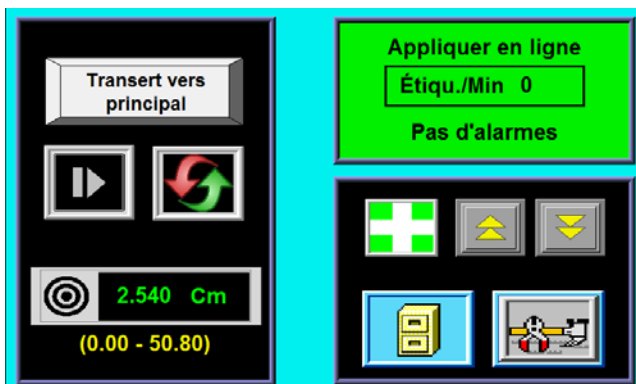 Transert vers
principal
2.540 Cm
(0.00 - 50.80)
Appliquer en ligne
Étiqu./Min 0
Pas d'alarmes